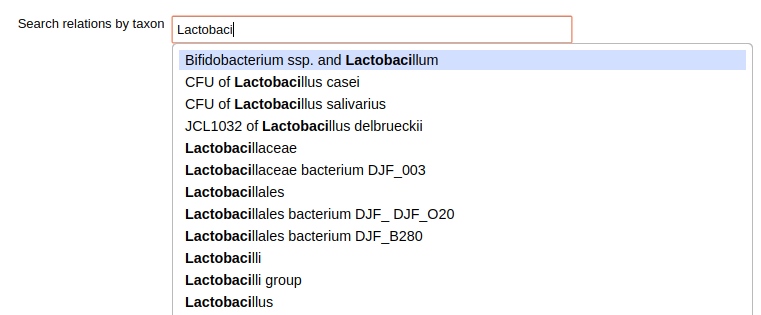 Search relations by taxon Lactobaci
Bifidobacterium ssp. and Lactobacillum
CFU of Lactobacillus casei
CFU of Lactobacillus salivarius
JCL1032 of Lactobacillus delbrueckii
Lactobacillaceae
Lactobacillaceae bacterium DJF_003
Lactobacillales
Lactobacillales bacterium DJF_ DJF_O20
Lactobacillales bacterium DJF_B280
Lactobacilli
Lactobacilli group
Lactobacillus